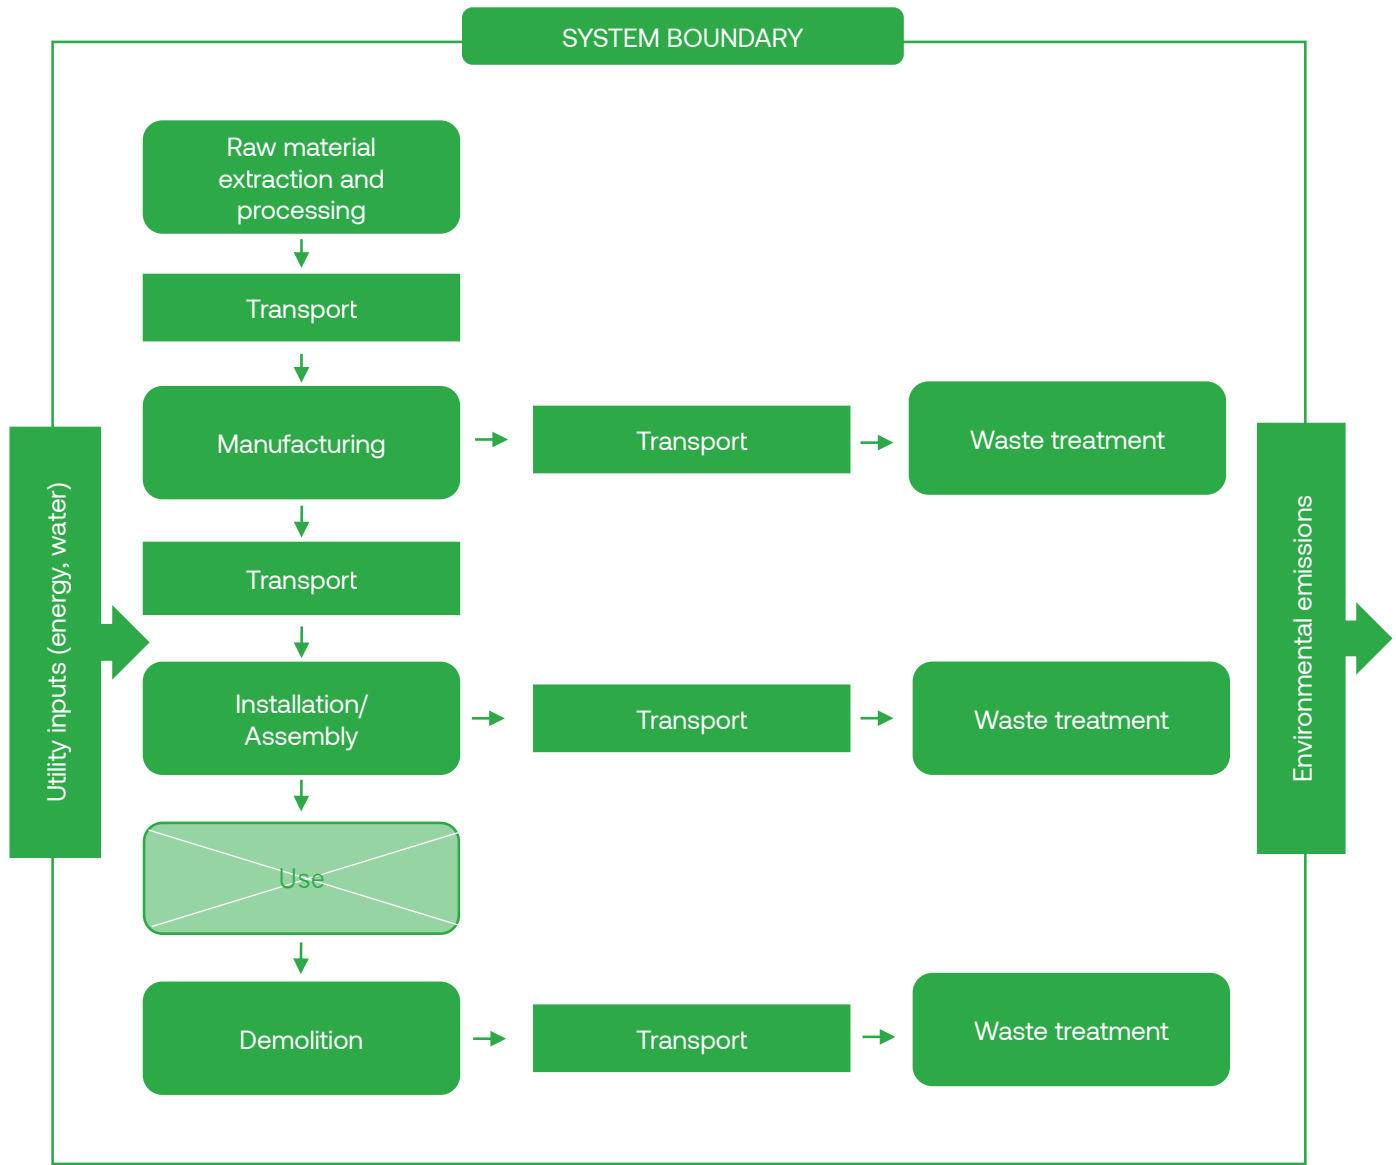 SYSTEM BOUNDARY
Raw material
extraction and
processing
Transport
Manufacturing
Transport
Waste treatment
Transport
Installation/
Assembly
Transport
Waste treatment
Use
Demolition
Transport
Waste treatment
Utility inputs (energy, water)
Environmental emissions